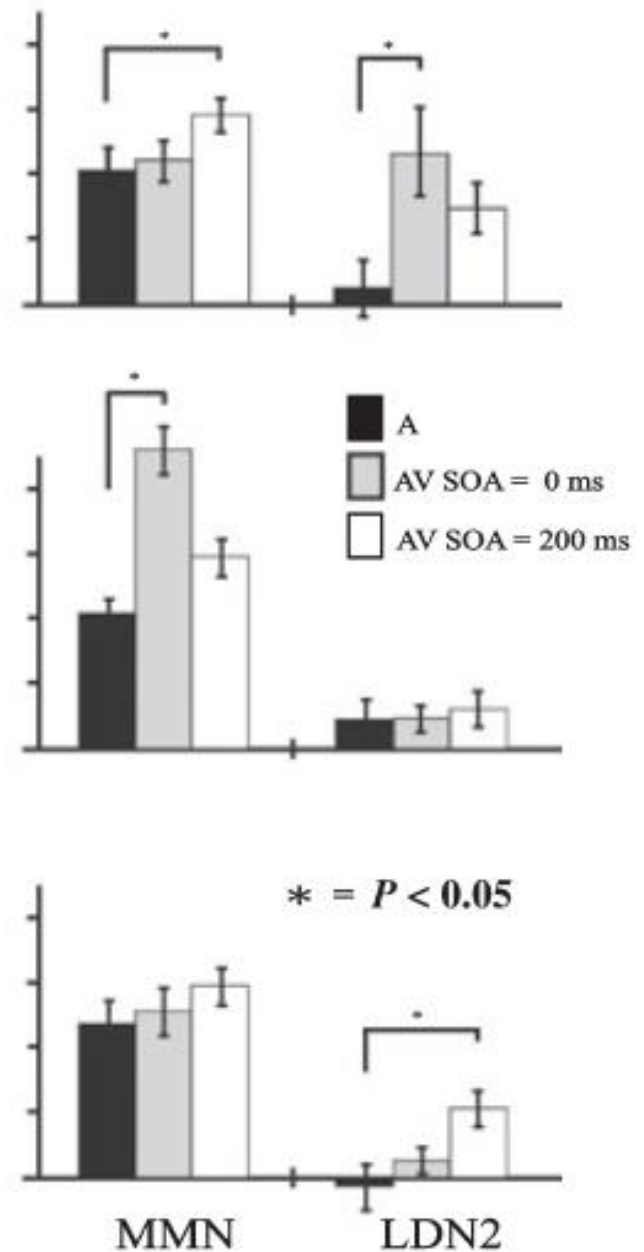 *
*
*
A
AV SOA = 0 ms
AV SOA = 200 ms
* = P < 0.05
*
MMN
LDN2